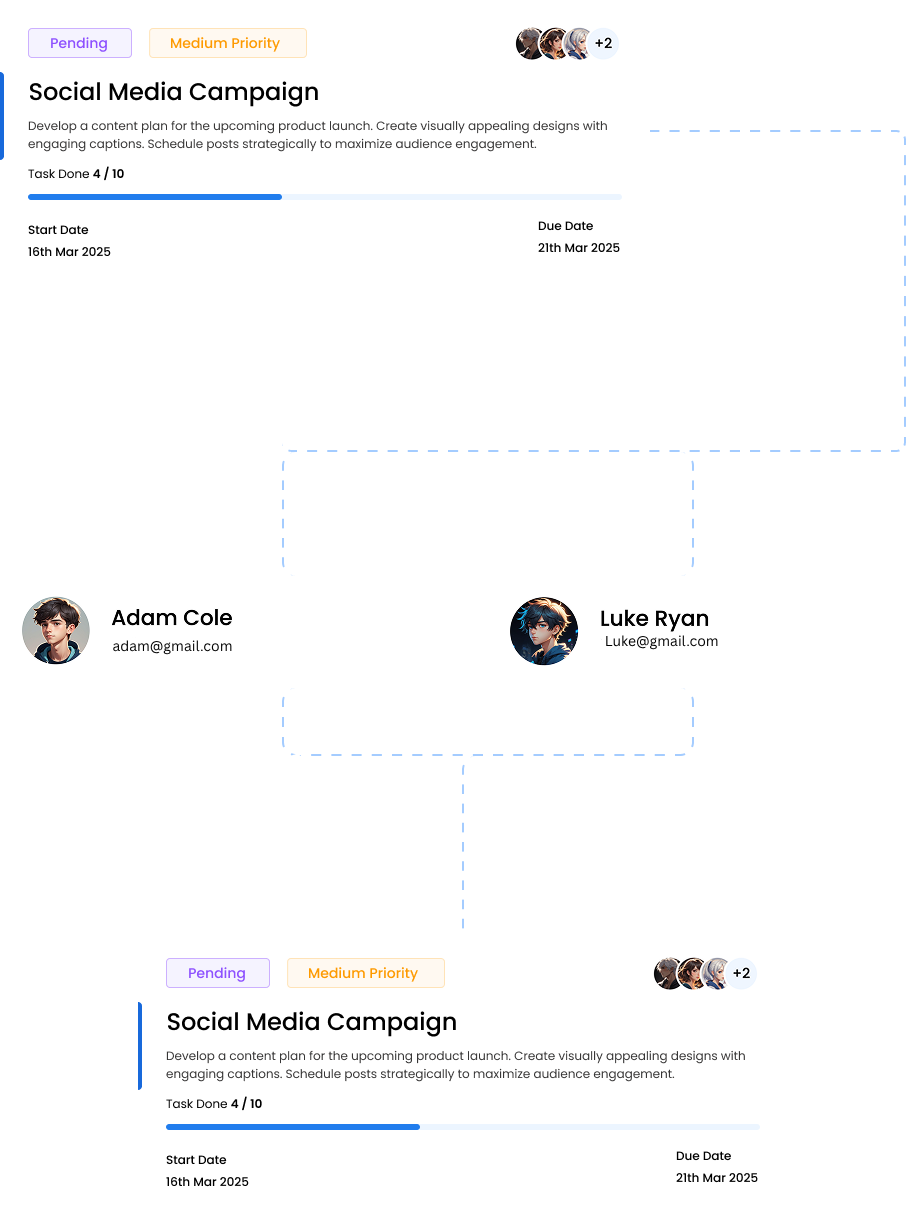 Pending
Medium Priority
+2
Social Media Campaign
Develop a content plan for the upcoming product launch. Create visually appealing designs with
engaging captions. Schedule posts strategically to maximize audience engagement.
Task Done 4 / 10
Start Date
Due Date
16th Mar 2025
21th Mar 2025
Adam Cole
adam@gmail.com
Luke Ryan
Luke@gmail.com
Pending
Medium Priority
+2
Social Media Campaign
Develop a content plan for the upcoming product launch. Create visually appealing designs with
engaging captions. Schedule posts strategically to maximize audience engagement.
Task Done 4 / 10
Start Date
Due Date
16th Mar 2025
21th Mar 2025